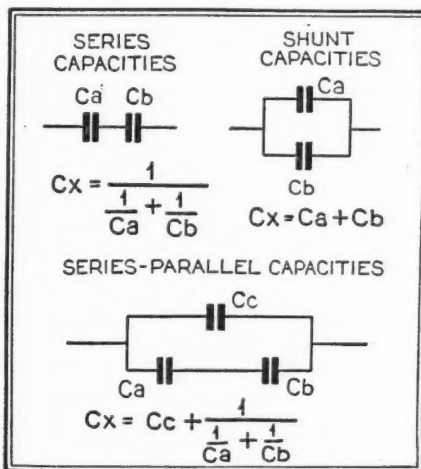 SERIES
CAPACITIES
Ca Cb
Cx = 1 / (1/Ca + 1/Cb)
SHUNT
CAPACITIES
Ca
Cb
Cx = Ca + Cb
SERIES-PARALLEL CAPACITIES
Cc
Ca Cb
Cx = Cc + 1 / (1/Ca + 1/Cb)